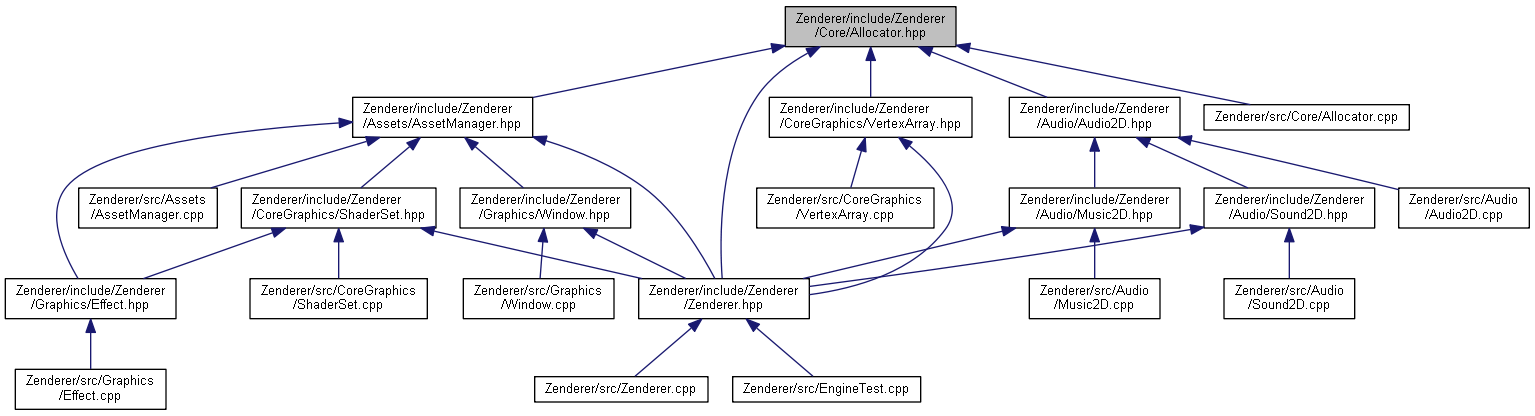 Zenderer/include/Zenderer
/Core/Allocator.hpp
Zenderer/include/Zenderer
/Assets/AssetManager.hpp
Zenderer/include/Zenderer
/CoreGraphics/VertexArray.hpp
Zenderer/include/Zenderer
/Audio/Audio2D.hpp
Zenderer/src/Core/Allocator.cpp
Zenderer/src/Assets
/AssetManager.cpp
Zenderer/include/Zenderer
/CoreGraphics/ShaderSet.hpp
Zenderer/include/Zenderer
/Graphics/Window.hpp
Zenderer/src/CoreGraphics
/VertexArray.cpp
Zenderer/include/Zenderer
/Audio/Music2D.hpp
Zenderer/include/Zenderer
/Audio/Sound2D.hpp
Zenderer/src/Audio
/Audio2D.cpp
Zenderer/include/Zenderer
/Graphics/Effect.hpp
Zenderer/src/CoreGraphics
/ShaderSet.cpp
Zenderer/src/Graphics
/Window.cpp
Zenderer/include/Zenderer
/Zenderer.hpp
Zenderer/src/Audio
/Music2D.cpp
Zenderer/src/Audio
/Sound2D.cpp
Zenderer/src/Graphics
/Effect.cpp
Zenderer/src/Zenderer.cpp
Zenderer/src/EngineTest.cpp